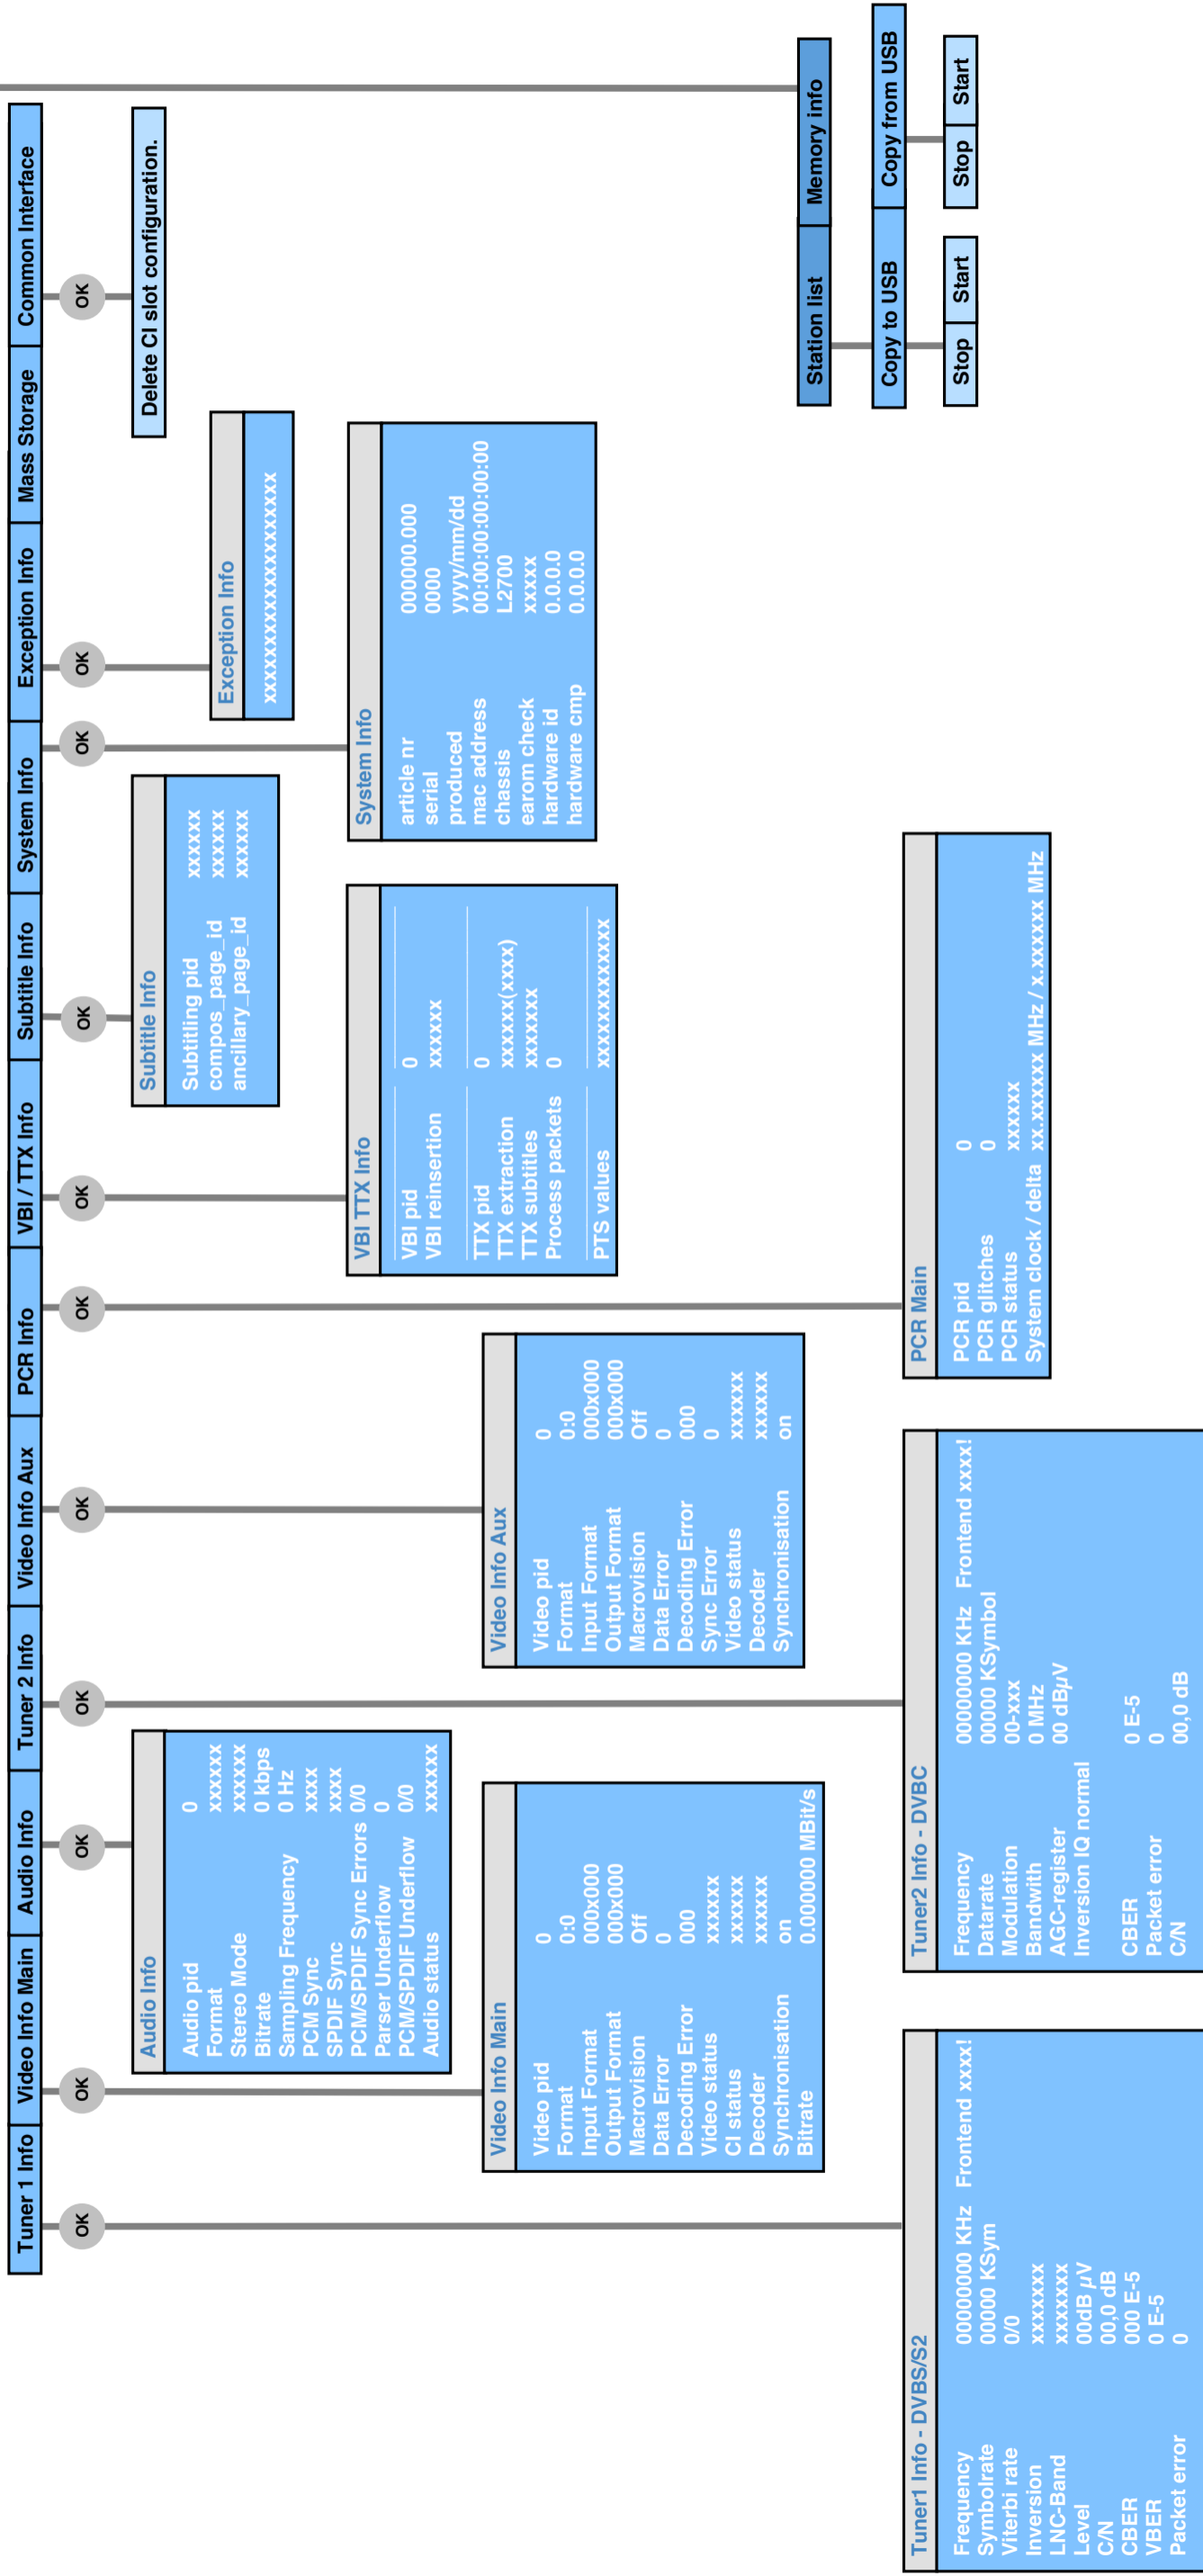 Tuner 1 Info Video Info Main Audio Info Tuner 2 Info Video Info Aux PCR Info VBI / TTX Info Subtitle Info System Info Exception Info Mass Storage Common Interface
OK OK OK OK OK OK OK OK OK OK OK
Delete CI slot configuration.
Audio Info
Audio pid 0
Format xxxxxx
Stereo Mode xxxxxx
Bitrate 0 kbps
Sampling Frequency 0 Hz
PCM Sync xxxx
SPDIF Sync xxxx
PCM/SPDIF Sync Errors 0/0
Parser Underflow 0
PCM/SPDIF Underflow 0/0
Audio status xxxxxx
Subtitle Info
Subtitling pid xxxxxx
compos_page_id xxxxxx
ancillary_page_id xxxxxx
Exception Info
xxxxxxxxxxxxxxxxxxxxxxx
VBI TTX Info
VBI pid 0
VBI reinsertion xxxxxx
TTX pid 0
TTX extraction xxxxxx(xxxx)
TTX subtitles xxxxxxx
Process packets 0
PTS values xxxxxxxxxxxxxx
System Info
article nr 000000.000
serial 0000
produced yyyy/mm/dd
mac address 00:00:00:00:00:00
chassis L2700
earom check xxxxx
hardware id 0.0.0.0
hardware cmp 0.0.0.0
Video Info Main
Video pid 0
Format 0:0
Input Format 000x000
Output Format 000x000
Macrovision Off
Data Error 0
Decoding Error 000
Video status xxxxxx
CI status xxxxxx
Decoder xxxxxx
Synchronisation on
Bitrate 0.000000 MBit/s
Video Info Aux
Video pid 0
Format 0:0
Input Format 000x000
Output Format 000x000
Macrovision Off
Data Error 0
Decoding Error 000
Sync Error 0
Video status xxxxxx
Decoder xxxxxx
Synchronisation on
Station list Memory info
Copy to USB Copy from USB
Stop Start Stop Start
Tuner1 Info - DVBS/S2
Frequency 00000000 KHz Frontend xxxx!
Symbolrate 00000 KSym
Viterbi rate 0/0
Inversion xxxxxxx
LNC-Band xxxxxxx
Level 00dB µV
C/N 00,0 dB
CBER 000 E-5
VBER 0 E-5
Packet error 0
Tuner2 Info - DVBC
Frequency 00000000 KHz Frontend xxxx!
Datarate 00000 KSymbol
Modulation 00-xxx
Bandwith 0 MHz
AGC-register 00 dBµV
Inversion IQ normal
CBER 0 E-5
Packet error 0
C/N 00,0 dB
PCR Main
PCR pid 0
PCR glitches 0
PCR status xxxxxx
System clock / delta xx.xxxxxx MHz / x.xxxxxx MHz